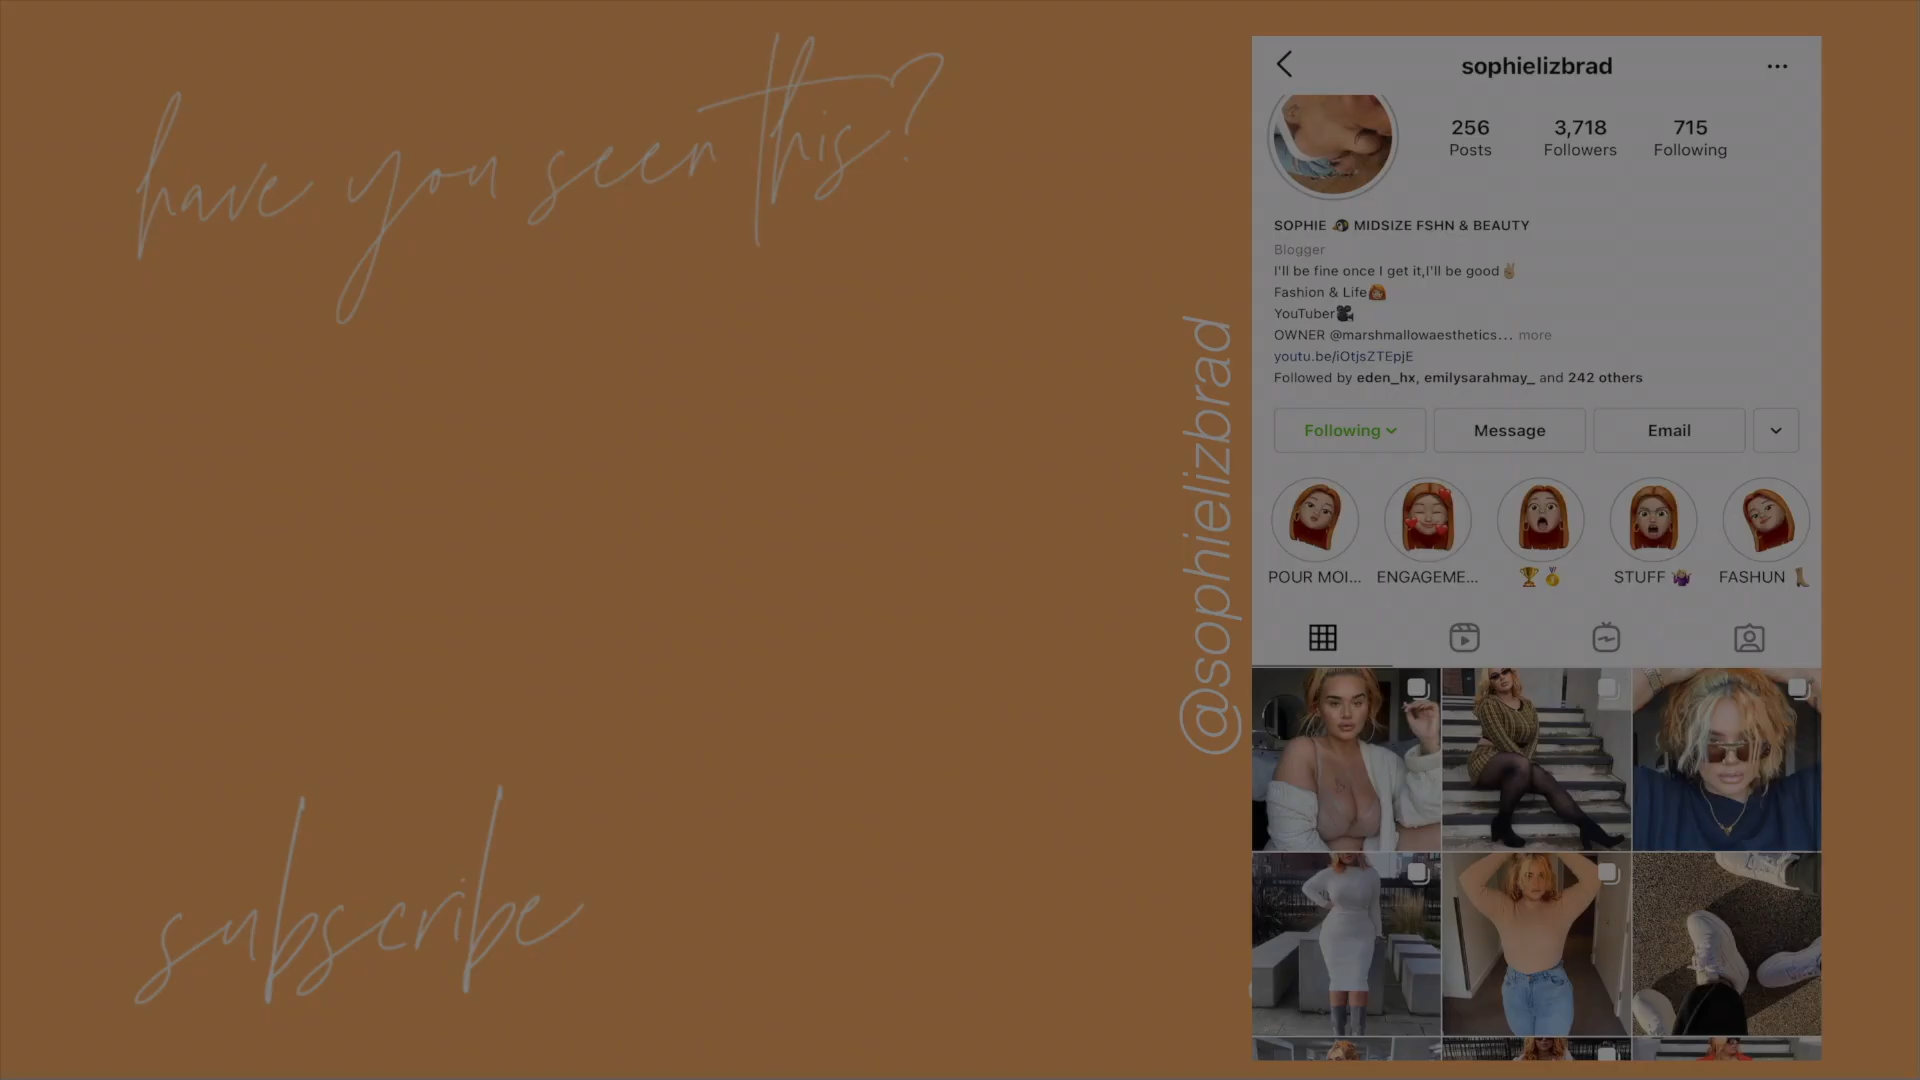 have you seen this?
subscribe
@sophielizbrad
sophielizbrad
256 3,718 715
Posts Followers Following
SOPHIE 🐴 MIDSIZE FSHN & BEAUTY
Blogger
I'll be fine once I get it,I'll be good✌🏼
Fashion & Life👩🏼‍🦰
YouTuber🎥
OWNER @marshmallowaesthetics... more
youtu.be/iOtjsZTEpjE
Followed by eden_hx, emilysarahmay_ and 242 others
Following Message Email
POUR MOI... ENGAGEME... 🏆🏅 STUFF 🤷🏼‍♀️ FASHUN 👢